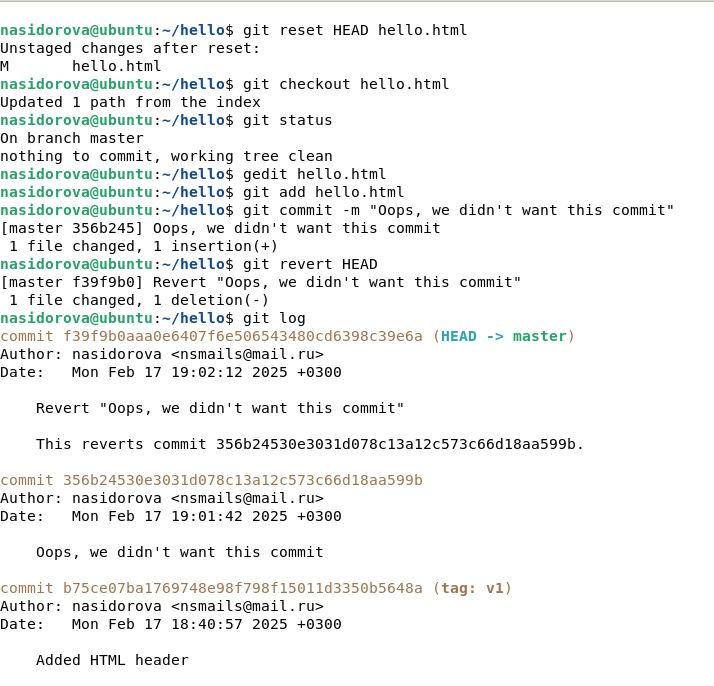 nasidorova@ubuntu:~/hello$ git reset HEAD hello.html
Unstaged changes after reset:
M       hello.html
nasidorova@ubuntu:~/hello$ git checkout hello.html
Updated 1 path from the index
nasidorova@ubuntu:~/hello$ git status
On branch master
nothing to commit, working tree clean
nasidorova@ubuntu:~/hello$ gedit hello.html
nasidorova@ubuntu:~/hello$ git add hello.html
nasidorova@ubuntu:~/hello$ git commit -m "Oops, we didn't want this commit"
[master 356b245] Oops, we didn't want this commit
 1 file changed, 1 insertion(+)
nasidorova@ubuntu:~/hello$ git revert HEAD
[master f39f9b0] Revert "Oops, we didn't want this commit"
 1 file changed, 1 deletion(-)
nasidorova@ubuntu:~/hello$ git log
commit f39f9b0aaa0e6407f6e506543480cd6398c39e6a (HEAD -> master)
Author: nasidorova <nsmails@mail.ru>
Date:   Mon Feb 17 19:02:12 2025 +0300

    Revert "Oops, we didn't want this commit"

    This reverts commit 356b24530e3031d078c13a12c573c66d18aa599b.

commit 356b24530e3031d078c13a12c573c66d18aa599b
Author: nasidorova <nsmails@mail.ru>
Date:   Mon Feb 17 19:01:42 2025 +0300

    Oops, we didn't want this commit

commit b75ce07ba1769748e98f798f15011d3350b5648a (tag: v1)
Author: nasidorova <nsmails@mail.ru>
Date:   Mon Feb 17 18:40:57 2025 +0300

    Added HTML header